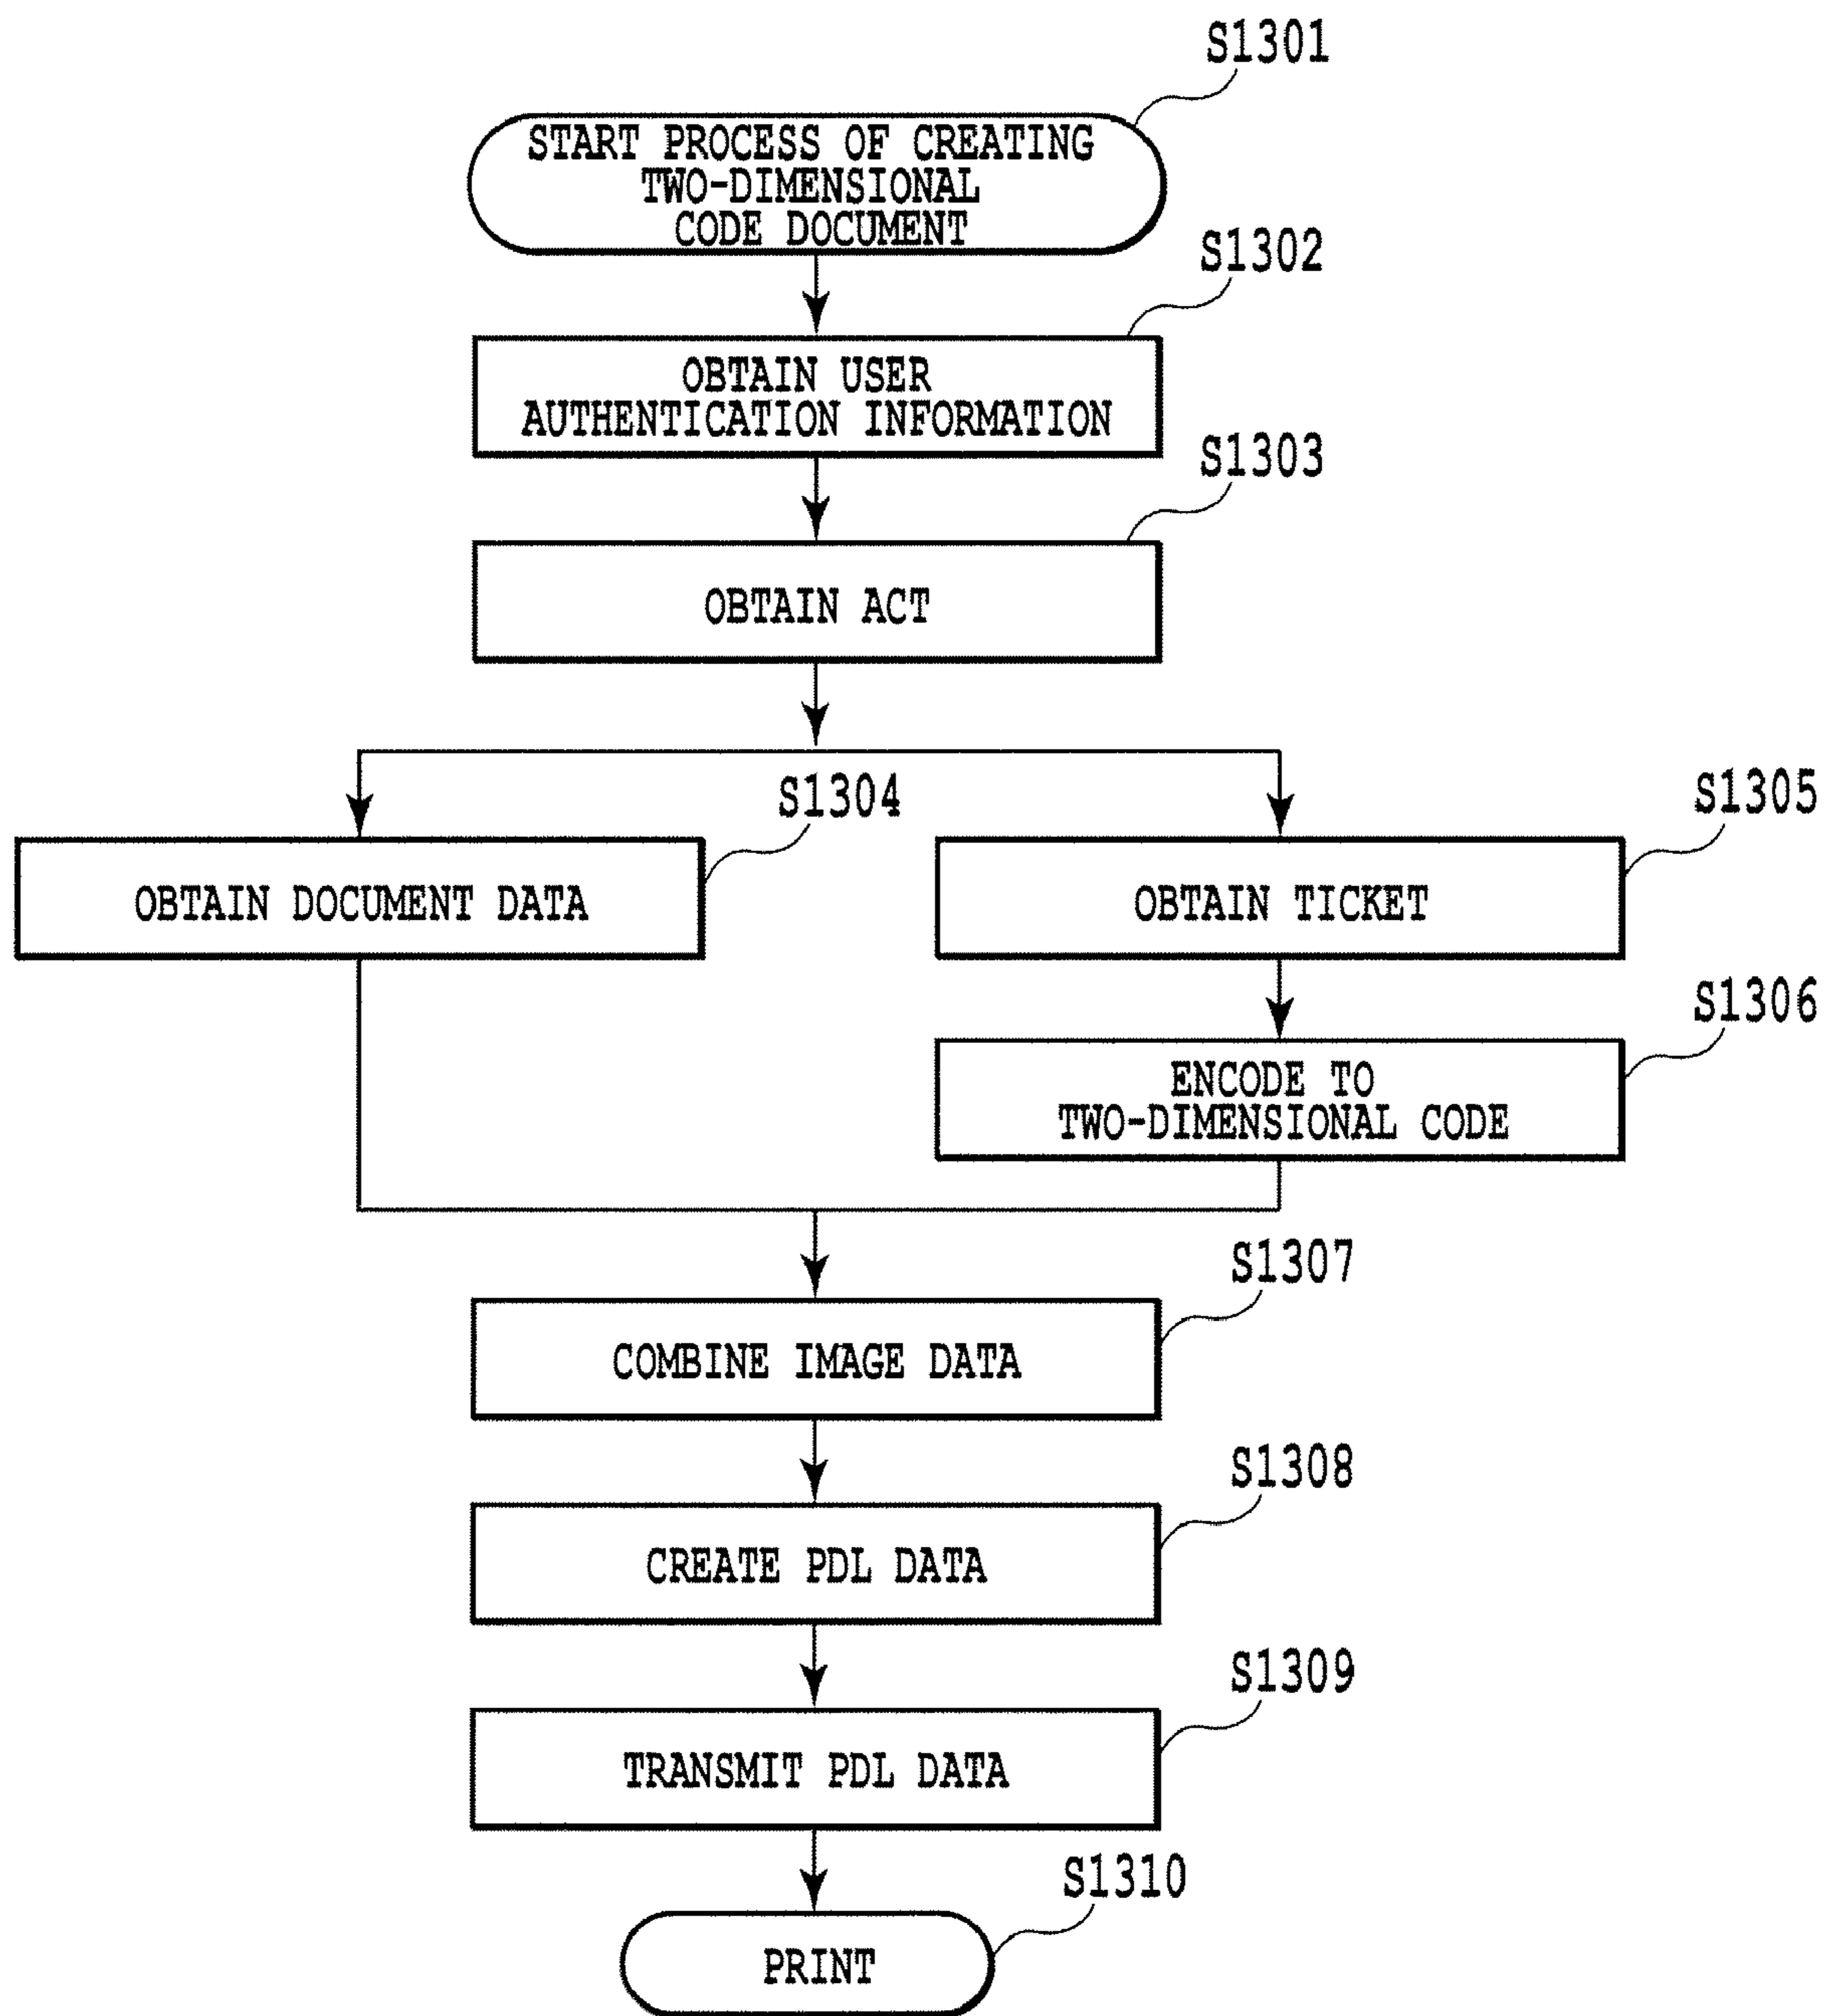 S1301
START PROCESS OF CREATING
TWO-DIMENSIONAL
CODE DOCUMENT
S1302
OBTAIN USER
AUTHENTICATION INFORMATION
S1303
OBTAIN ACT
S1304
OBTAIN DOCUMENT DATA
S1305
OBTAIN TICKET
S1306
ENCODE TO
TWO-DIMENSIONAL CODE
S1307
COMBINE IMAGE DATA
S1308
CREATE PDL DATA
S1309
TRANSMIT PDL DATA
S1310
PRINT